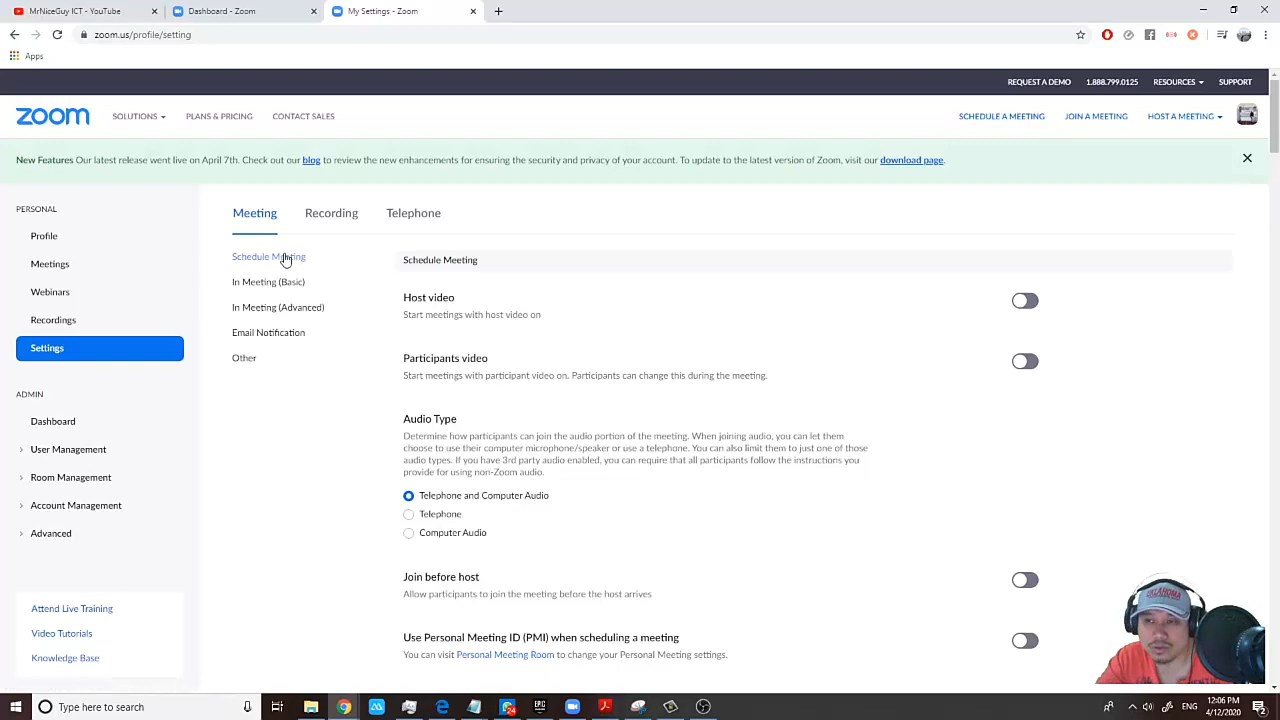 MrNiceGuy ICT - YouTube
Dashboard - Zoom
My Settings - Zoom
zoom.us/profile/setting
Apps
REQUEST A DEMO 1.888.799.0125 RESOURCES SUPPORT
zoom SOLUTIONS PLANS & PRICING CONTACT SALES SCHEDULE A MEETING JOIN A MEETING HOST A MEETING
New Features Our latest release went live on April 7th. Check out our blog to review the new enhancements for ensuring the security and privacy of your account. To update to the latest version of Zoom, visit our download page.
PERSONAL
Profile
Meetings
Webinars
Recordings
Settings
ADMIN
Dashboard
User Management
Room Management
Account Management
Advanced
Attend Live Training
Video Tutorials
Knowledge Base
Meeting Recording Telephone
Schedule Meeting
In Meeting (Basic)
In Meeting (Advanced)
Email Notification
Other
Schedule Meeting
Host video
Start meetings with host video on
Participants video
Start meetings with participant video on. Participants can change this during the meeting.
Audio Type
Determine how participants can join the audio portion of the meeting. When joining audio, you can let them
choose to use their computer microphone/speaker or use a telephone. You can also limit them to just one of those
audio types. If you have 3rd party audio enabled, you can require that all participants follow the instructions you
provide for using non-Zoom audio.
Telephone and Computer Audio
Telephone
Computer Audio
Join before host
Allow participants to join the meeting before the host arrives
Use Personal Meeting ID (PMI) when scheduling a meeting
You can visit Personal Meeting Room to change your Personal Meeting settings.
OKLAHOMA
Type here to search
24
EPIC
ENG
12:06 PM
4/12/2020
2